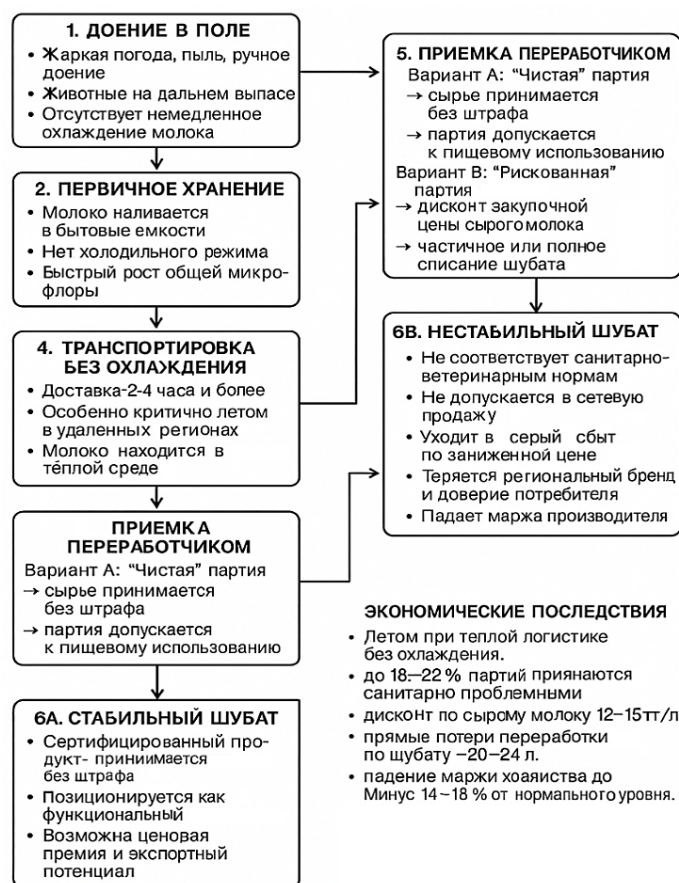 1. ДОЕНИЕ В ПОЛЕ
• Жаркая погода, пыль, ручное
доение
• Животные на дальнем выпасе
• Отсутствует немедленное
охлаждение молока
2. ПЕРВИЧНОЕ ХРАНЕНИЕ
• Молоко наливается
в бытовые емкости
• Нет холодильного режима
• Быстрый рост общей микро-
флоры
4. ТРАНСПОРТИРОВКА
БЕЗ ОХЛАЖДЕНИЯ
• Доставка-2-4 часа и более
• Особенно критично летом
в удаленных регионах
• Молоко находится в
тёплой среде
ПРИЕМКА
ПЕРЕРАБОТЧИКОМ
Вариант А: "Чистая" партия
→ сырье принимается
без штрафа
→ партия допускается
к пищевому использованию
6А. СТАБИЛЬНЫЙ ШУБАТ
• Сертифицированный про-
дукт- приниимается
без штрафа
• Позиционируется как
функциональный
• Возможна ценовая
премия и экспортный
потенциал
5. ПРИЕМКА ПЕРЕРАБОТЧИКОМ
Вариант А: "Чистая" партия
→ сырье принимается
без штрафа
→ партия допускается
к пищевому использованию
Вариант В: "Рискованная"
партия
→ дисконт закупочной
цены сырого молока
→ частичное или полное
списание шубата
6В. НЕСТАБИЛЬНЫЙ ШУБАТ
• Не соответствует санитарно-
ветеринарным нормам
• Не допускается в сетевую
продажу
• Уходит в серый сбыт
по заниженной цене
• Теряется региональный бренд
и доверие потребителя
• Падает маржа производителя
ЭКОНОМИЧЕСКИЕ ПОСЛЕДСТВИЯ
• Летом при теплой логистике
без охлаждения.
• до 18–22 % партий приянаются
санитарно проблемными
• дисконт по сырому молоку 12–15тт/л
• прямые потери переработки
по щубату –20–24 л.
• падение маржи хоаяиства до
Минус 14–18 % от нормапьного уровня.